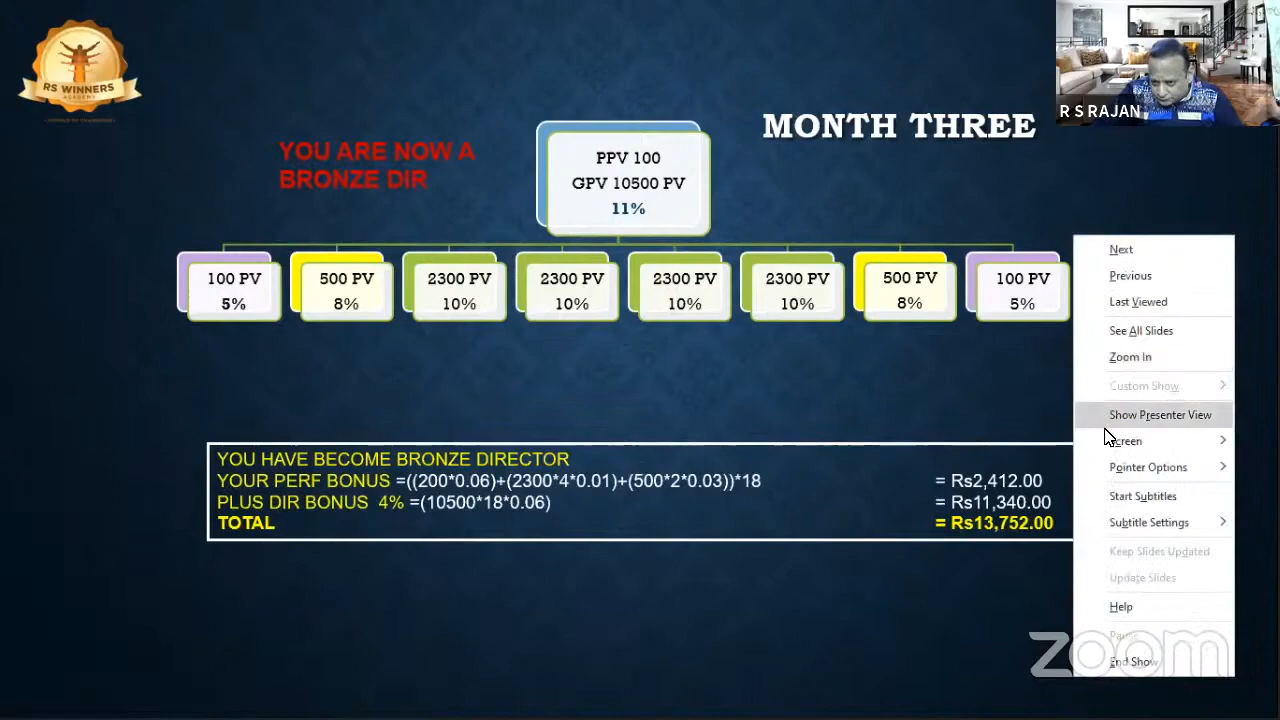 RS WINNERS
ACADEMY
R S RAJAN
MONTH THREE
YOU ARE NOW A
BRONZE DIR
PPV 100
GPV 10500 PV
11%
100 PV
5%
500 PV
8%
2300 PV
10%
2300 PV
10%
2300 PV
10%
2300 PV
10%
500 PV
8%
100 PV
5%
YOU HAVE BECOME BRONZE DIRECTOR
YOUR PERF BONUS =((200*0.06)+(2300*4*0.01)+(500*2*0.03))*18 = Rs2,412.00
PLUS DIR BONUS 4% =(10500*18*0.06) = Rs11,340.00
TOTAL = Rs13,752.00
Next
Previous
Last Viewed
See All Slides
Zoom In
Custom Show
Show Presenter View
Screen
Pointer Options
Start Subtitles
Subtitle Settings
Keep Slides Updated
Update Slides
Help
Pause
End Show
zoom